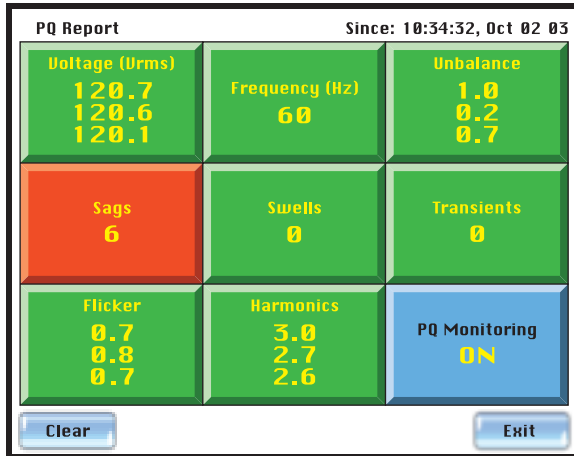 PQ Report
Since: 10:34:32, Oct 02 03
Voltage (Vrms)
120.7
120.6
120.1
Frequency (Hz)
60
Unbalance
1.0
0.2
0.7
Sags
6
Swells
0
Transients
0
Flicker
0.7
0.8
0.7
Harmonics
3.0
2.7
2.6
PQ Monitoring
ON
Clear
Exit